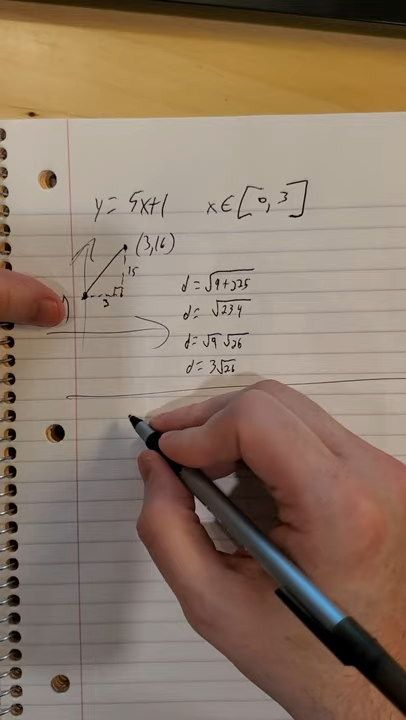 y = 5x+1 x∈[0,3]
(3,16)
15
3
d = √9+225
d = √234
d = √9√26
d = 3√26